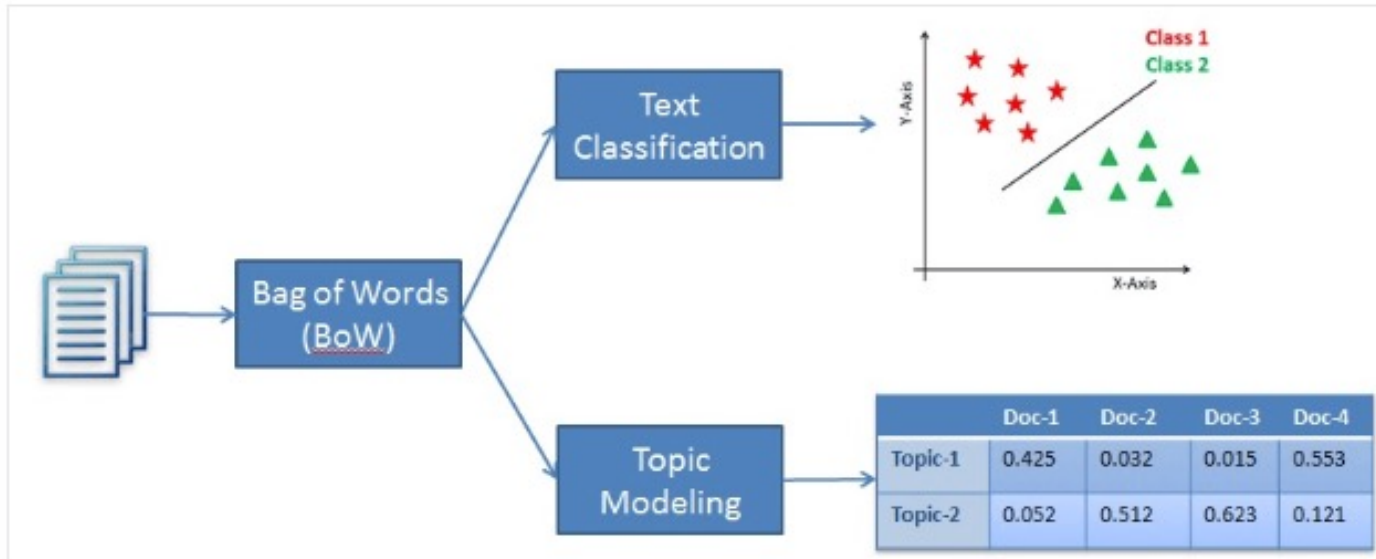 Text
Classification
Class 1
Class 2
Y-Axis
X-Axis
Bag of Words
(BoW)
Topic
Modeling
Doc-1 Doc-2 Doc-3 Doc-4
Topic-1 0.425 0.032 0.015 0.553
Topic-2 0.052 0.512 0.623 0.121